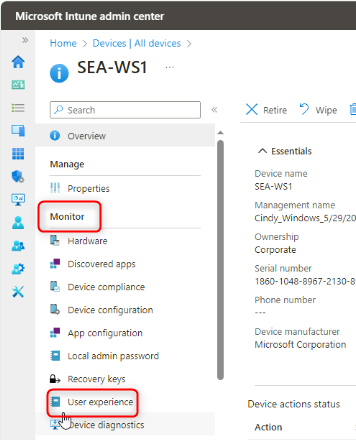 Microsoft Intune admin center
Home > Devices | All devices >
SEA-WS1 ...
Search
Retire
Wipe
Overview
Manage
Properties
Monitor
Hardware
Discovered apps
Device compliance
Device configuration
App configuration
Local admin password
Recovery keys
User experience
Device diagnostics
Essentials
Device name
SEA-WS1
Management name
Cindy_Windows_5/29/20
Ownership
Corporate
Serial number
1860-1048-8967-2130-8
Phone number
---
Device manufacturer
Microsoft Corporation
Device actions status
Action